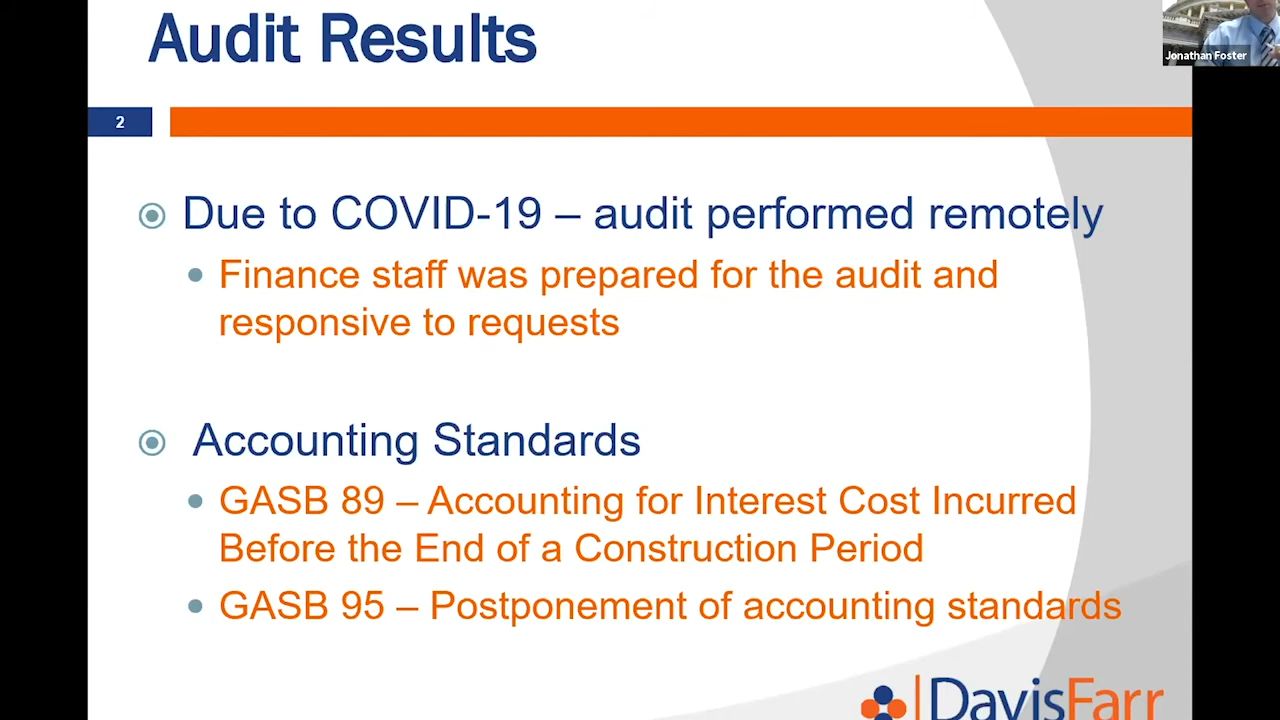 Audit Results
Jonathan Foster
2
Due to COVID-19 – audit performed remotely
Finance staff was prepared for the audit and
responsive to requests
Accounting Standards
GASB 89 – Accounting for Interest Cost Incurred
Before the End of a Construction Period
GASB 95 – Postponement of accounting standards
DavisFarr